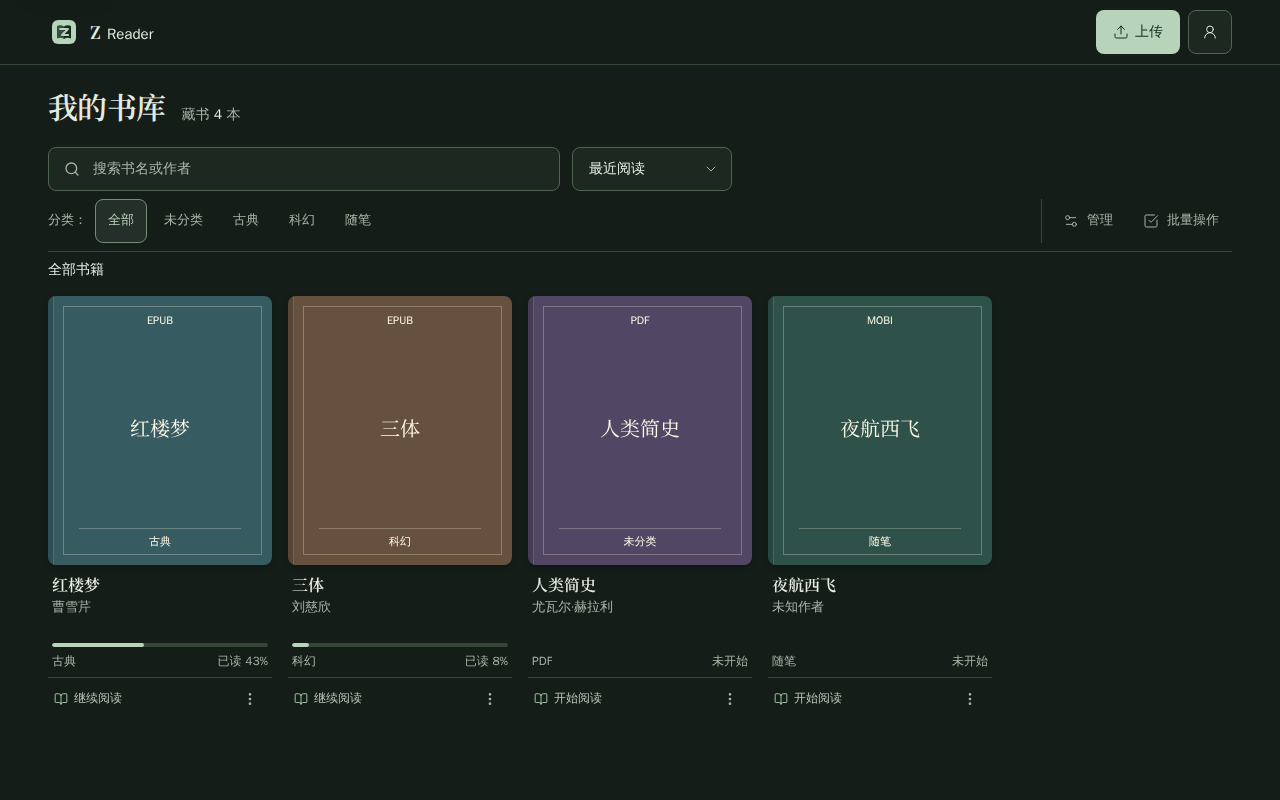 Z Reader
上传
我的书库 藏书 4 本
搜索书名或作者
最近阅读
分类： 全部 未分类 古典 科幻 随笔
管理 批量操作
全部书籍
EPUB
红楼梦
古典
EPUB
三体
科幻
PDF
人类简史
未分类
MOBI
夜航西飞
随笔
红楼梦
曹雪芹
古典 已读 43%
继续阅读
三体
刘慈欣
科幻 已读 8%
继续阅读
人类简史
尤瓦尔·赫拉利
PDF 未开始
开始阅读
夜航西飞
未知作者
随笔 未开始
开始阅读